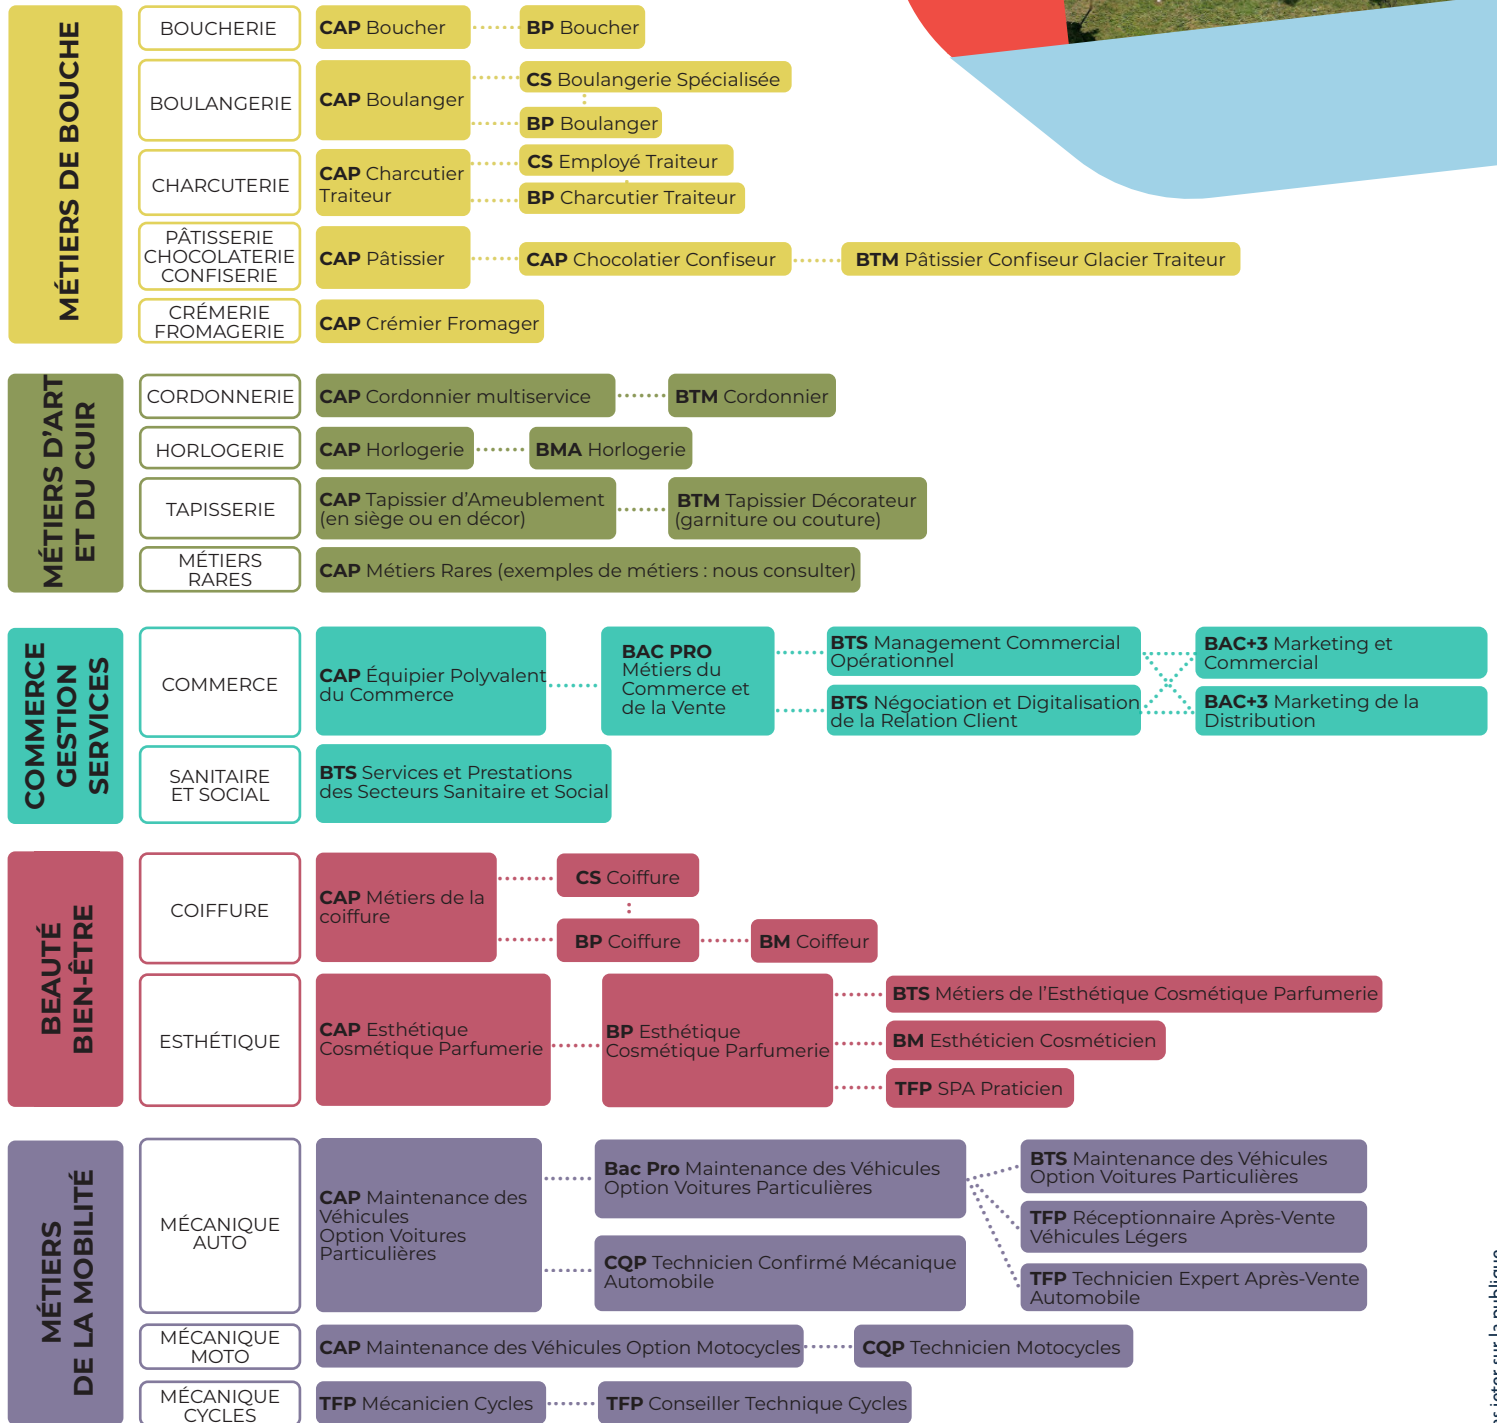 MÉTIERS DE BOUCHE
BOUCHERIE
CAP Boucher
BP Boucher
BOULANGERIE
CAP Boulanger
CS Boulangerie Spécialisée
BP Boulanger
CHARCUTERIE
CAP Charcutier
Traiteur
CS Employé Traiteur
BP Charcutier Traiteur
PÂTISSERIE
CHOCOLATERIE
CONFISERIE
CAP Pâtissier
CAP Chocolatier Confiseur
BTM Pâtissier Confiseur Glacier Traiteur
CRÉMERIE
FROMAGERIE
CAP Crémier Fromager
MÉTIERS D'ART
ET DU CUIR
CORDONNERIE
CAP Cordonnier multiservice
BTM Cordonnier
HORLOGERIE
CAP Horlogerie
BMA Horlogerie
TAPISSERIE
CAP Tapissier d'Ameublement
(en siège ou en décor)
BTM Tapissier Décorateur
(garniture ou couture)
MÉTIERS
RARES
CAP Métiers Rares (exemples de métiers : nous consulter)
COMMERCE
GESTION
SERVICES
COMMERCE
CAP Équipier Polyvalent
du Commerce
BAC PRO
Métiers du
Commerce et
de la Vente
BTS Management Commercial
Opérationnel
BTS Négociation et Digitalisation
de la Relation Client
BAC+3 Marketing et
Commercial
BAC+3 Marketing de la
Distribution
SANITAIRE
ET SOCIAL
BTS Services et Prestations
des Secteurs Sanitaire et Social
BEAUTÉ
BIEN-ÊTRE
COIFFURE
CAP Métiers de la
coiffure
CS Coiffure
BP Coiffure
BM Coiffeur
ESTHÉTIQUE
CAP Esthétique
Cosmétique Parfumerie
BP Esthétique
Cosmétique Parfumerie
BTS Métiers de l'Esthétique Cosmétique Parfumerie
BM Esthéticien Cosméticien
TFP SPA Praticien
MÉTIERS
DE LA MOBILITÉ
MÉCANIQUE
AUTO
CAP Maintenance des
Véhicules
Option Voitures
Particulières
Bac Pro Maintenance des Véhicules
Option Voitures Particulières
CQP Technicien Confirmé Mécanique
Automobile
BTS Maintenance des Véhicules
Option Voitures Particulières
TFP Réceptionnaire Après-Vente
Véhicules Légers
TFP Technicien Expert Après-Vente
Automobile
MÉCANIQUE
MOTO
CAP Maintenance des Véhicules Option Motocycles
CQP Technicien Motocycles
MÉCANIQUE
CYCLES
TFP Mécanicien Cycles
TFP Conseiller Technique Cycles
jeter sur la publique